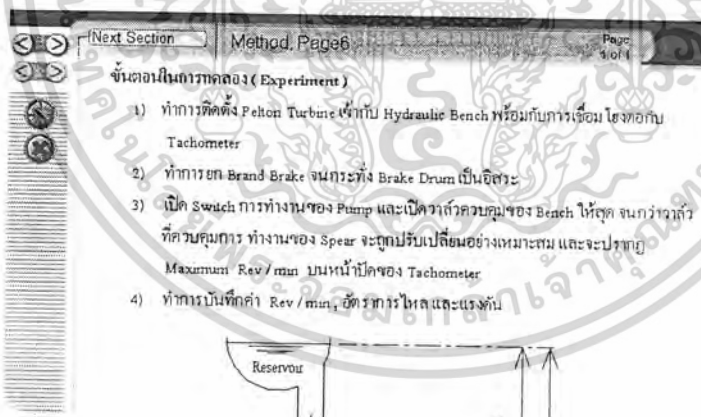 Next Section
Method, Page6
Page
1 of 1
ขั้นตอนในการทดลอง ( Experiment )
1) ทำการติดตั้ง Pelton Turbine เข้ากับ Hydraulic Bench พร้อมกับการเชื่อมโยงต่อกับ
Tachometer
2) ทำการยก Brand Brake จนกระทั่ง Brake Drum เป็นอิสระ
3) เปิด Switch การทำงานของ Pump และเปิดวาล์วควบคุมของ Bench ให้สุด จนกว่าวาล์ว
ที่ควบคุมการ ทำงานของ Spear จะถูกปรับเปลี่ยนอย่างเหมาะสม และจะปรากฏ
Maximum Rev / min บนหน้าปัดของ Tachometer
4) ทำการบันทึกค่า Rev / min , อัตราการไหล และแรงดัน
Reservoir